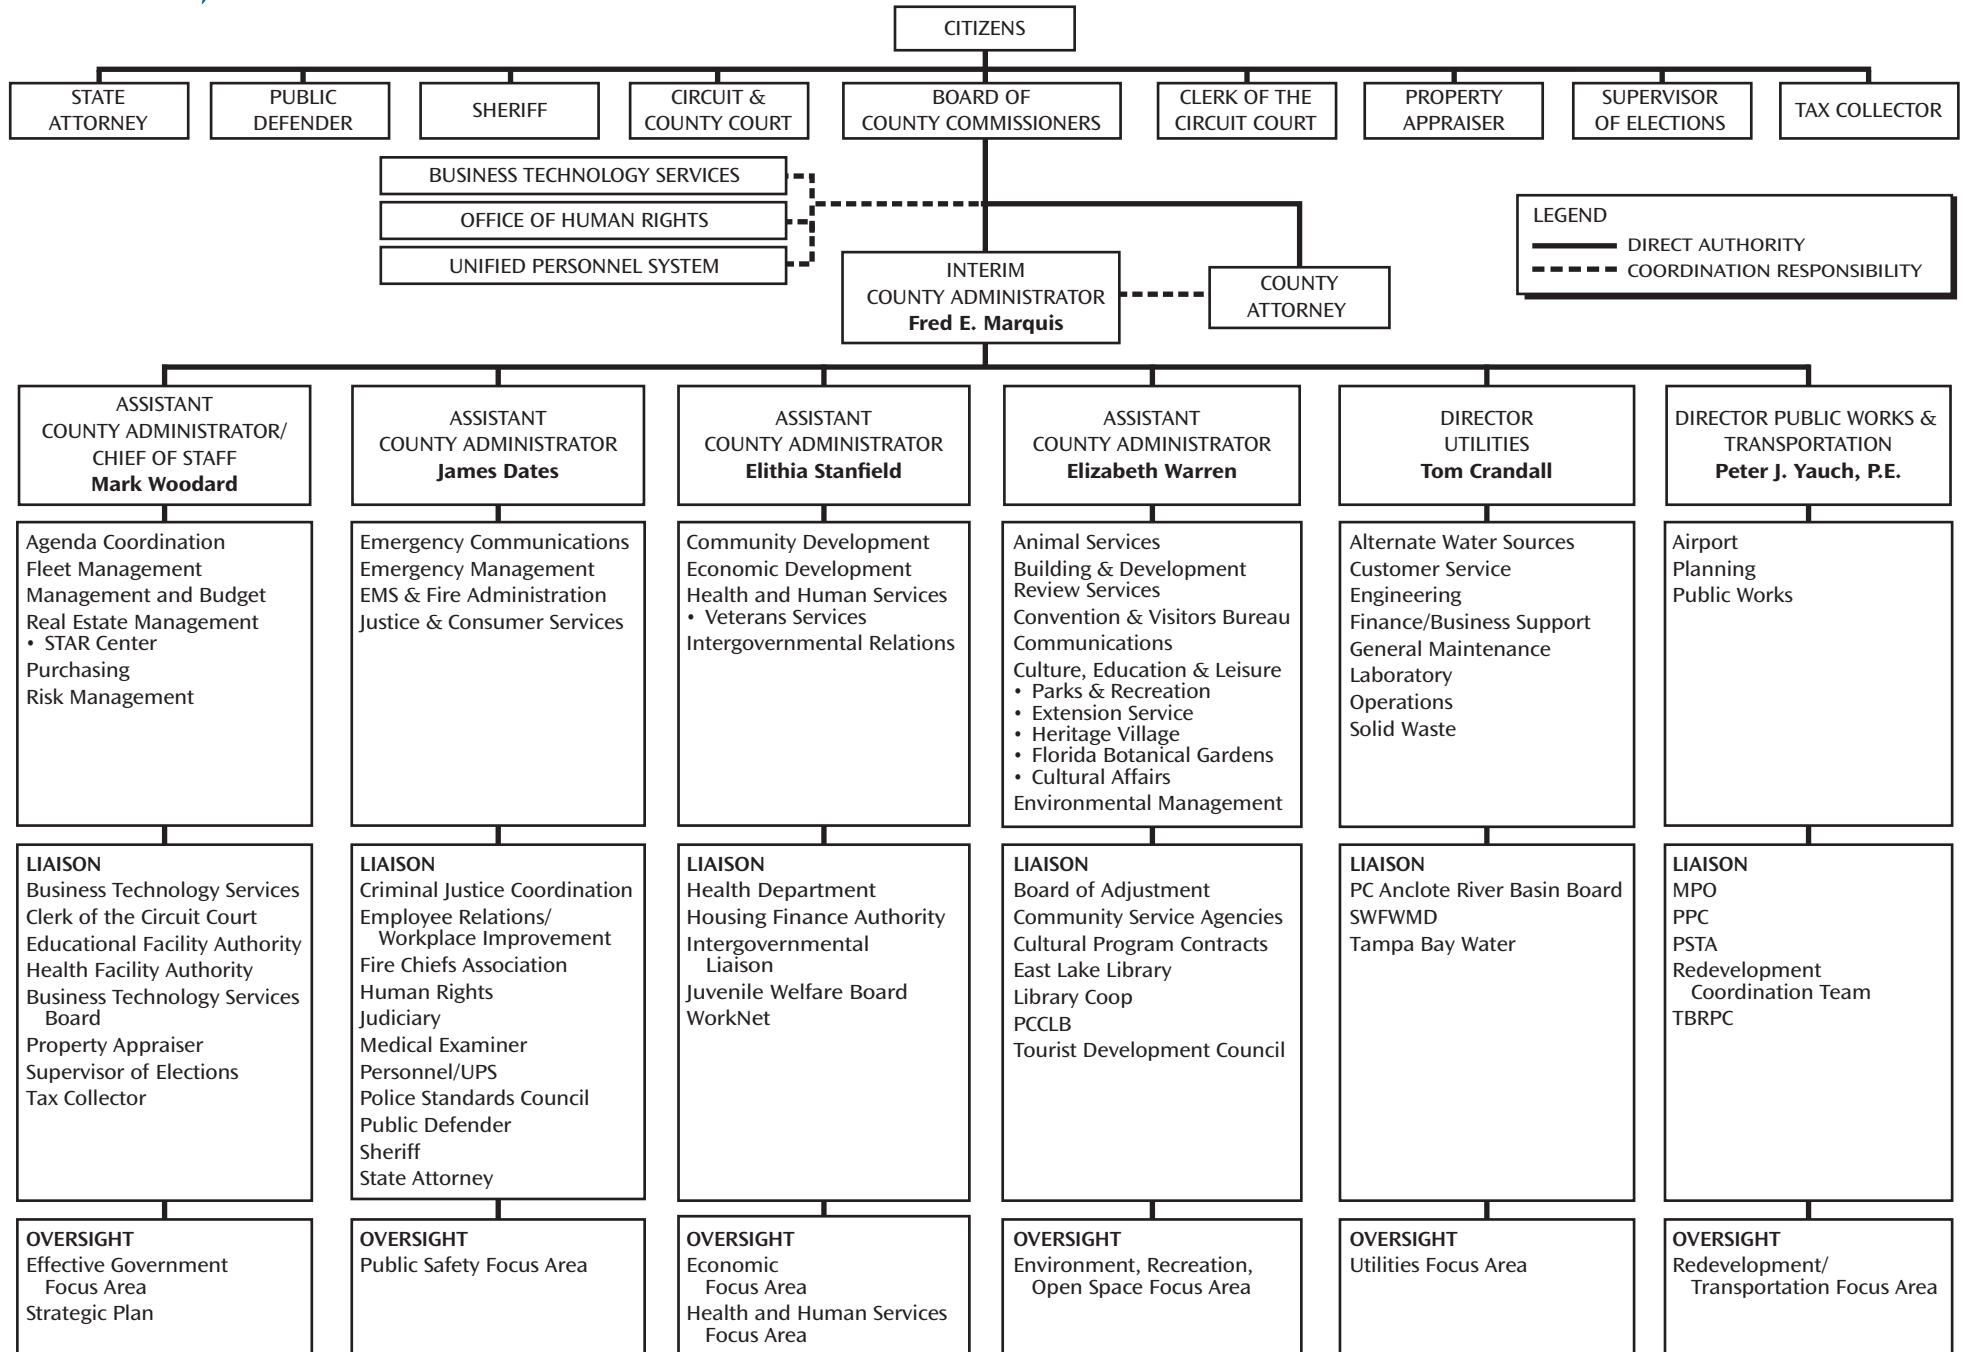 CITIZENS
STATE
ATTORNEY
PUBLIC
DEFENDER
SHERIFF
CIRCUIT &
COUNTY COURT
BOARD OF
COUNTY COMMISSIONERS
CLERK OF THE
CIRCUIT COURT
PROPERTY
APPRAISER
SUPERVISOR
OF ELECTIONS
TAX COLLECTOR
BUSINESS TECHNOLOGY SERVICES
OFFICE OF HUMAN RIGHTS
UNIFIED PERSONNEL SYSTEM
LEGEND
DIRECT AUTHORITY
COORDINATION RESPONSIBILITY
INTERIM
COUNTY ADMINISTRATOR
Fred E. Marquis
COUNTY
ATTORNEY
ASSISTANT
COUNTY ADMINISTRATOR/
CHIEF OF STAFF
Mark Woodard
Agenda Coordination
Fleet Management
Management and Budget
Real Estate Management
• STAR Center
Purchasing
Risk Management
LIAISON
Business Technology Services
Clerk of the Circuit Court
Educational Facility Authority
Health Facility Authority
Business Technology Services
Board
Property Appraiser
Supervisor of Elections
Tax Collector
OVERSIGHT
Effective Government
Focus Area
Strategic Plan
ASSISTANT
COUNTY ADMINISTRATOR
James Dates
Emergency Communications
Emergency Management
EMS & Fire Administration
Justice & Consumer Services
LIAISON
Criminal Justice Coordination
Employee Relations/
Workplace Improvement
Fire Chiefs Association
Human Rights
Judiciary
Medical Examiner
Personnel/UPS
Police Standards Council
Public Defender
Sheriff
State Attorney
OVERSIGHT
Public Safety Focus Area
ASSISTANT
COUNTY ADMINISTRATOR
Elithia Stanfield
Community Development
Economic Development
Health and Human Services
• Veterans Services
Intergovernmental Relations
LIAISON
Health Department
Housing Finance Authority
Intergovernmental
Liaison
Juvenile Welfare Board
WorkNet
OVERSIGHT
Economic
Focus Area
Health and Human Services
Focus Area
ASSISTANT
COUNTY ADMINISTRATOR
Elizabeth Warren
Animal Services
Building & Development
Review Services
Convention & Visitors Bureau
Communications
Culture, Education & Leisure
• Parks & Recreation
• Extension Service
• Heritage Village
• Florida Botanical Gardens
• Cultural Affairs
Environmental Management
LIAISON
Board of Adjustment
Community Service Agencies
Cultural Program Contracts
East Lake Library
Library Coop
PCCLB
Tourist Development Council
OVERSIGHT
Environment, Recreation,
Open Space Focus Area
DIRECTOR
UTILITIES
Tom Crandall
Alternate Water Sources
Customer Service
Engineering
Finance/Business Support
General Maintenance
Laboratory
Operations
Solid Waste
LIAISON
PC Anclote River Basin Board
SWFWMD
Tampa Bay Water
OVERSIGHT
Utilities Focus Area
DIRECTOR PUBLIC WORKS &
TRANSPORTATION
Peter J. Yauch, P.E.
Airport
Planning
Public Works
LIAISON
MPO
PPC
PSTA
Redevelopment
Coordination Team
TBRPC
OVERSIGHT
Redevelopment/
Transportation Focus Area